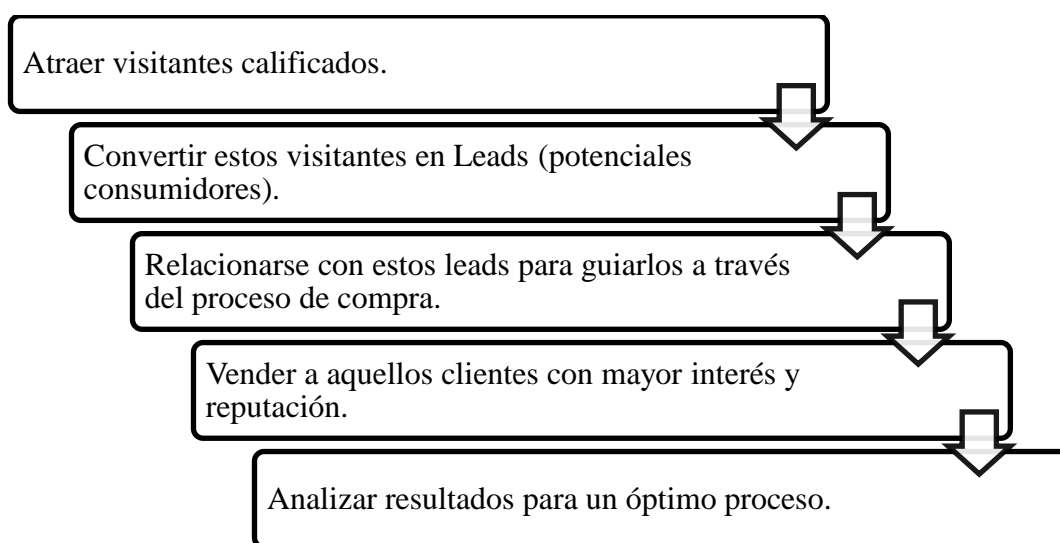 Atraer visitantes calificados.
Convertir estos visitantes en Leads (potenciales
consumidores).
Relacionarse con estos leads para guiarlos a través
del proceso de compra.
Vender a aquellos clientes con mayor interés y
reputación.
Analizar resultados para un óptimo proceso.